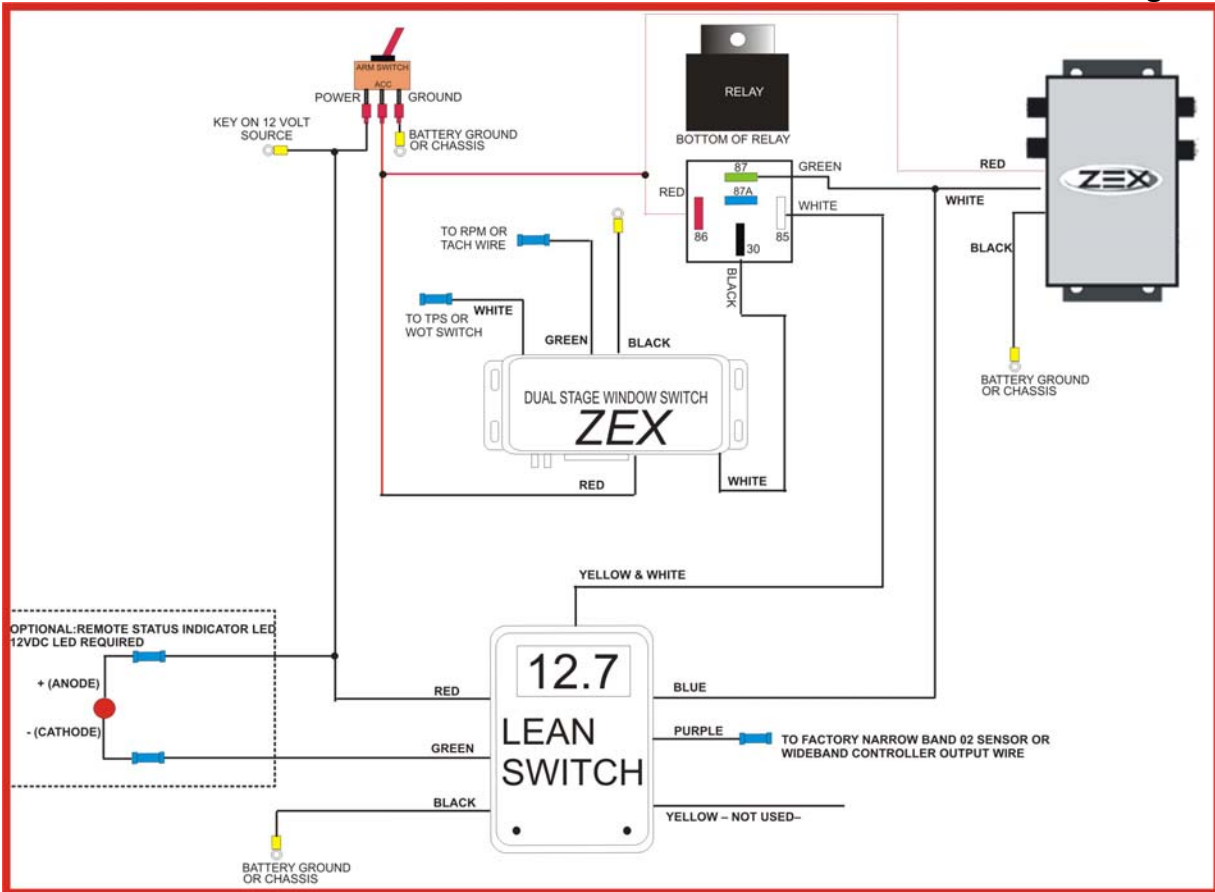 ARM SWITCH
ACC
POWER
GROUND
KEY ON 12 VOLT
SOURCE
BATTERY GROUND
OR CHASSIS
RELAY
BOTTOM OF RELAY
87
GREEN
87A
RED
WHITE
86
85
30
BLACK
RED
WHITE
ZEX
BLACK
BATTERY GROUND
OR CHASSIS
TO RPM OR
TACH WIRE
TO TPS OR
WOT SWITCH
WHITE
GREEN
BLACK
DUAL STAGE WINDOW SWITCH
ZEX
RED
WHITE
YELLOW & WHITE
OPTIONAL:REMOTE STATUS INDICATOR LED
12VDC LED REQUIRED
+ (ANODE)
- (CATHODE)
12.7
LEAN
SWITCH
RED
GREEN
BLACK
BLUE
PURPLE
TO FACTORY NARROW BAND 02 SENSOR OR
WIDEBAND CONTROLLER OUTPUT WIRE
YELLOW – NOT USED–
BATTERY GROUND
OR CHASSIS